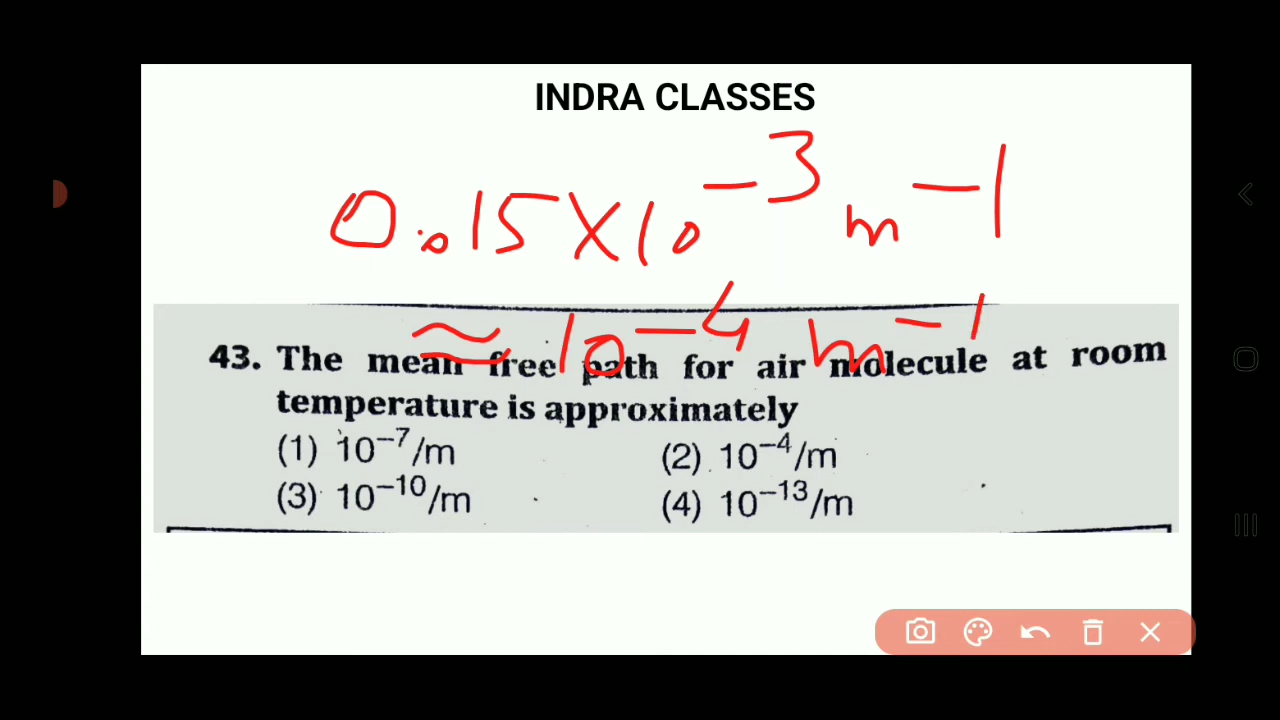 INDRA CLASSES
0.15×10⁻³ m⁻¹
≈ 10⁻⁴ m⁻¹
43. The mean free path for air molecule at room
temperature is approximately
(1) 10⁻⁷/m (2) 10⁻⁴/m
(3) 10⁻¹⁰/m (4) 10⁻¹³/m